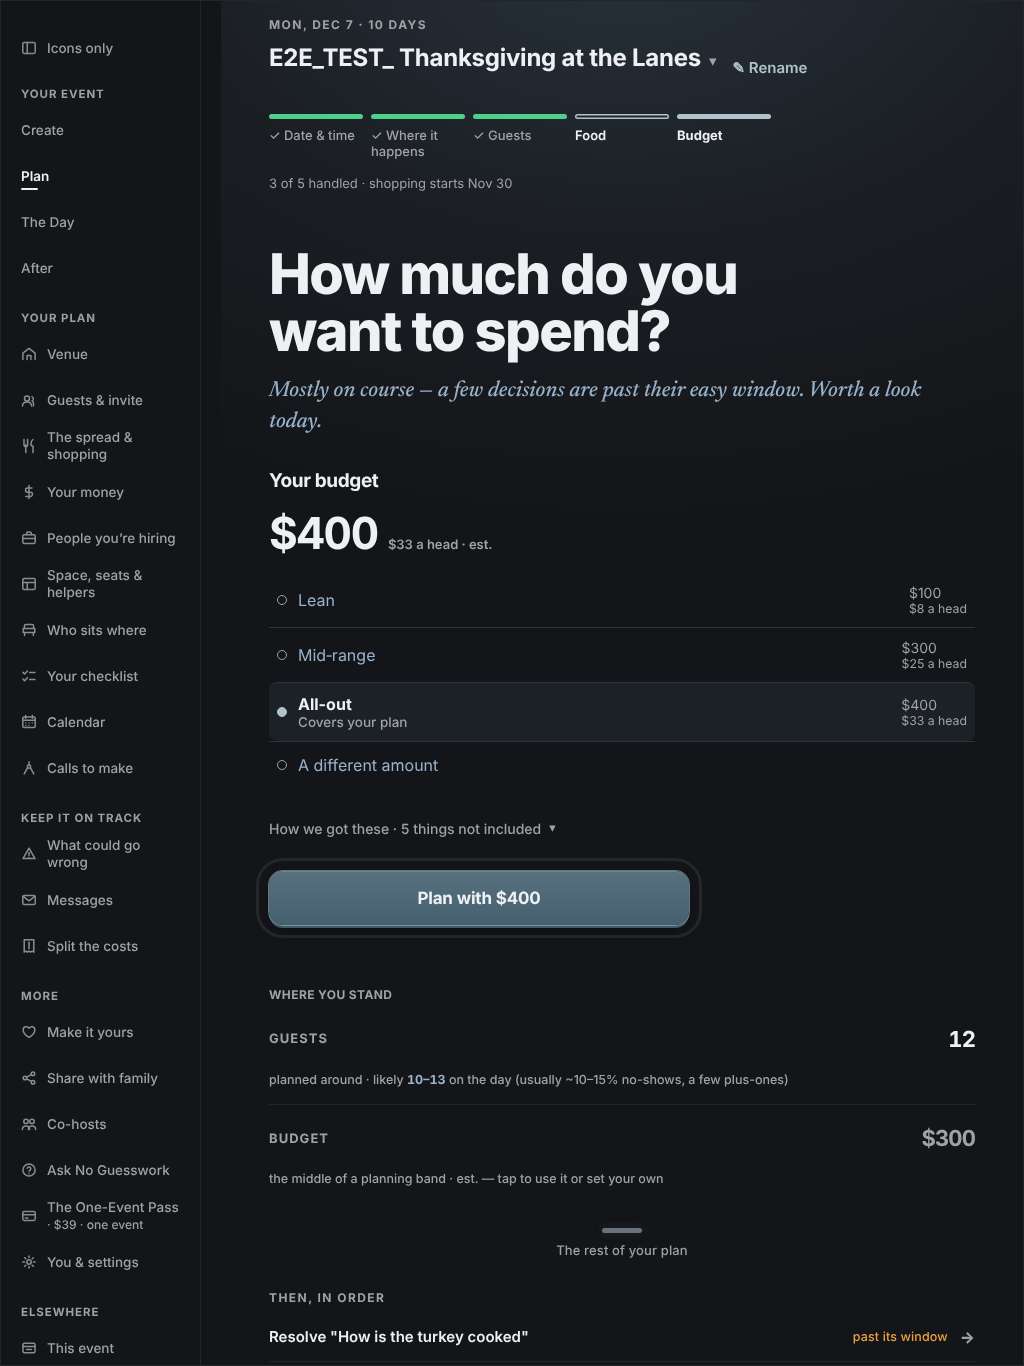 Icons only
YOUR EVENT
Create
Plan
The Day
After
YOUR PLAN
Venue
Guests & invite
The spread &
shopping
Your money
People you're hiring
Space, seats &
helpers
Who sits where
Your checklist
Calendar
Calls to make
KEEP IT ON TRACK
What could go
wrong
Messages
Split the costs
MORE
Make it yours
Share with family
Co-hosts
Ask No Guesswork
The One-Event Pass
· $39 · one event
You & settings
ELSEWHERE
This event
MON, DEC 7 · 10 DAYS
E2E_TEST_ Thanksgiving at the Lanes ▾
✎ Rename
✓ Date & time
✓ Where it
happens
✓ Guests
Food
Budget
3 of 5 handled · shopping starts Nov 30
How much do you
want to spend?
Mostly on course – a few decisions are past their easy window. Worth a look
today.
Your budget
$400 $33 a head · est.
Lean
$100
$8 a head
Mid-range
$300
$25 a head
All-out
Covers your plan
$400
$33 a head
A different amount
How we got these · 5 things not included ▾
Plan with $400
WHERE YOU STAND
GUESTS
12
planned around · likely 10–13 on the day (usually ~10–15% no-shows, a few plus-ones)
BUDGET
$300
the middle of a planning band · est. — tap to use it or set your own
The rest of your plan
THEN, IN ORDER
Resolve "How is the turkey cooked"
past its window →